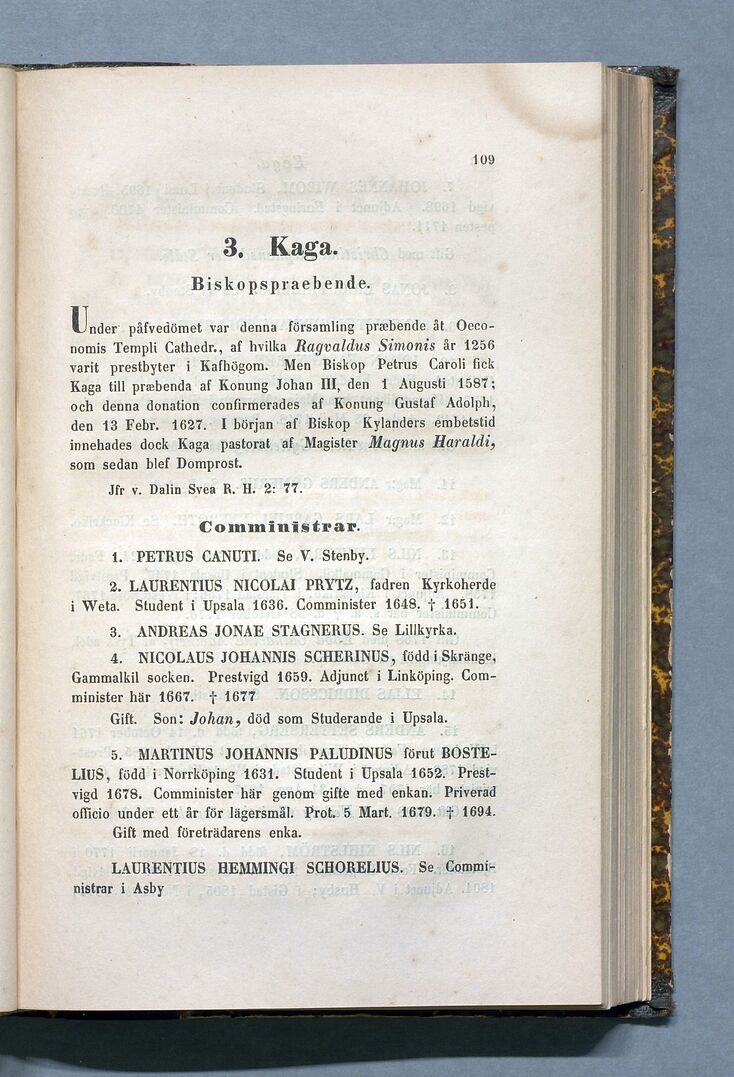 109
3. Kaga.
Biskopspraebende.
Under påfvedömet var denna församling præbende åt Oeco-
nomis Templi Cathedr., af hvilka Ragvaldus Simonis år 1256
varit prestbyter i Kafhögom. Men Biskop Petrus Caroli fick
Kaga till præbenda af Konung Johan III, den 1 Augusti 1587;
och denna donation confirmerades af Konung Gustaf Adolph,
den 13 Febr. 1627. I början af Biskop Kylanders embetstid
innehades dock Kaga pastorat af Magister Magnus Haraldi,
som sedan blef Domprost.
Jfr v. Dalin Svea R. H. 2: 77.
Comministrar.
1. PETRUS CANUTI. Se V. Stenby.
2. LAURENTIUS NICOLAI PRYTZ, fadren Kyrkoherde
i Weta. Student i Upsala 1636. Comminister 1648. † 1651.
3. ANDREAS JONAE STAGNERUS. Se Lillkyrka.
4. NICOLAUS JOHANNIS SCHERINUS, född i Skränge,
Gammalkil socken. Prestvigd 1659. Adjunct i Linköping. Com-
minister här 1667. † 1677
Gift. Son: Johan, död som Studerande i Upsala.
5. MARTINUS JOHANNIS PALUDINUS förut BOSTE-
LIUS, född i Norrköping 1631. Student i Upsala 1652. Prest-
vigd 1678. Comminister här genom gifte med enkan. Priverad
officio under ett år för lägersmål. Prot. 5 Mart. 1679. † 1694.
Gift med företrädarens enka.
LAURENTIUS HEMMINGI SCHORELIUS. Se Commi-
nistrar i Asby